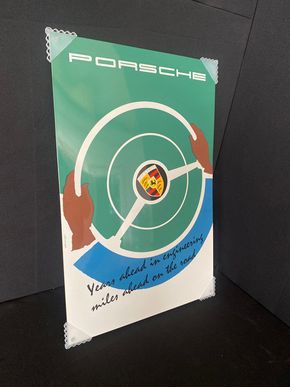 PORSCHE
Years ahead in engineering
miles ahead on the road